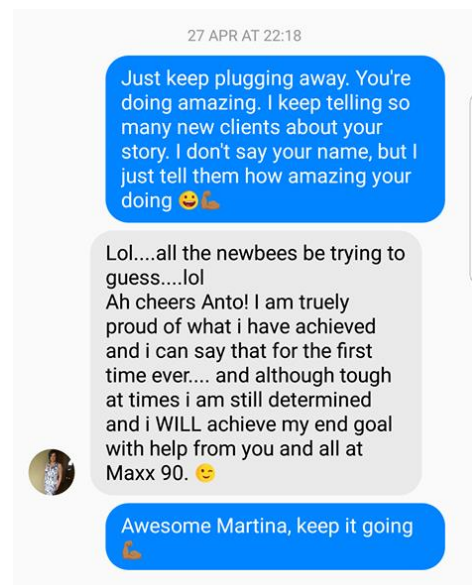 27 APR AT 22:18
Just keep plugging away. You're
doing amazing. I keep telling so
many new clients about your
story. I don't say your name, but I
just tell them how amazing your
doing 😀💪🏾
Lol....all the newbees be trying to
guess....lol
Ah cheers Anto! I am truely
proud of what i have achieved
and i can say that for the first
time ever.... and although tough
at times i am still determined
and i WILL achieve my end goal
with help from you and all at
Maxx 90. 😉
Awesome Martina, keep it going
💪🏾